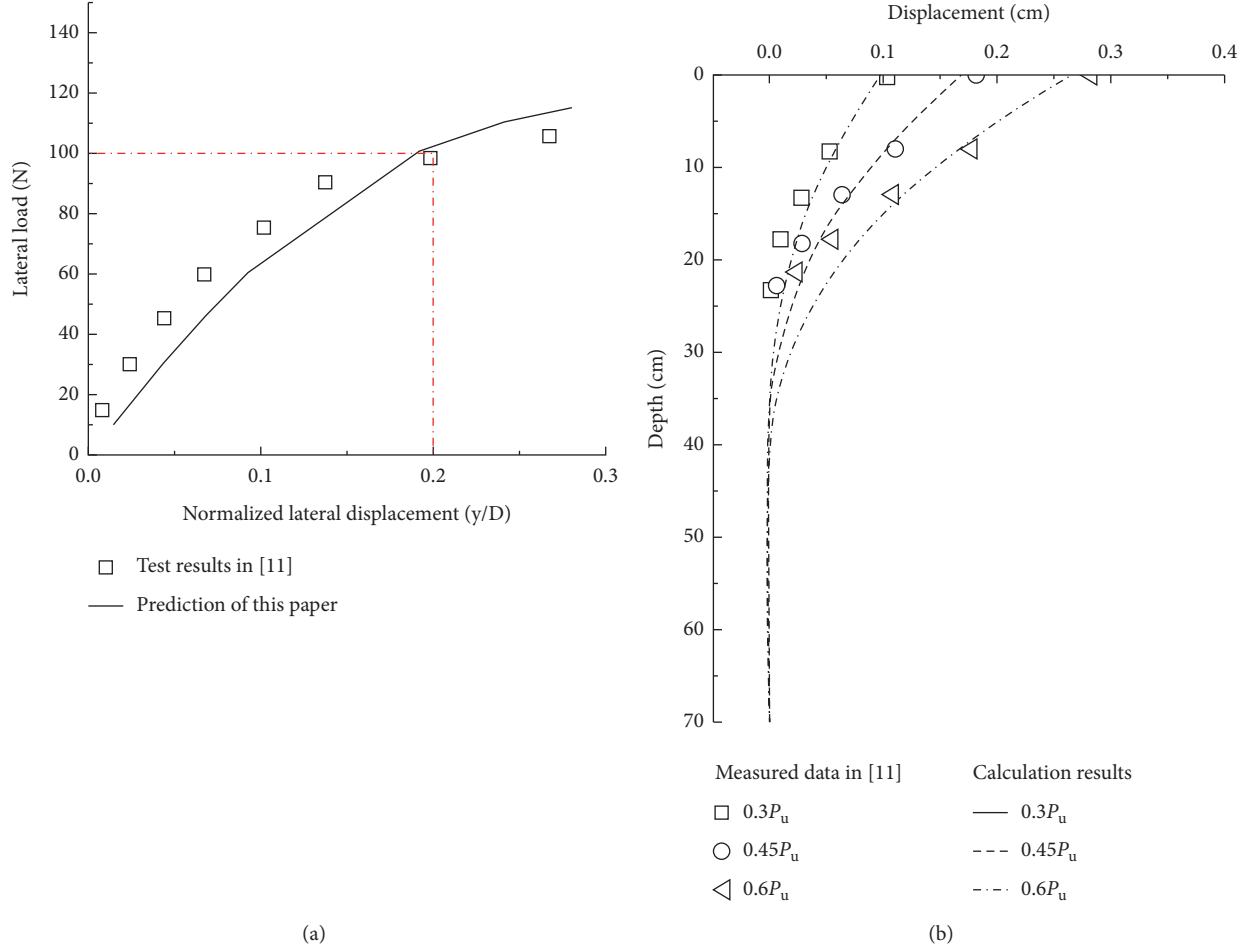 140
120
100
80
60
40
20
0
Lateral load (N)
0.0 0.1 0.2 0.3
Normalized lateral displacement (y/D)
Test results in [11]
Prediction of this paper
(a)
Displacement (cm)
0.0 0.1 0.2 0.3 0.4
0
10
20
30
40
50
60
70
Depth (cm)
Measured data in [11]
0.3Pu
0.45Pu
0.6Pu
Calculation results
0.3Pu
0.45Pu
0.6Pu
(b)